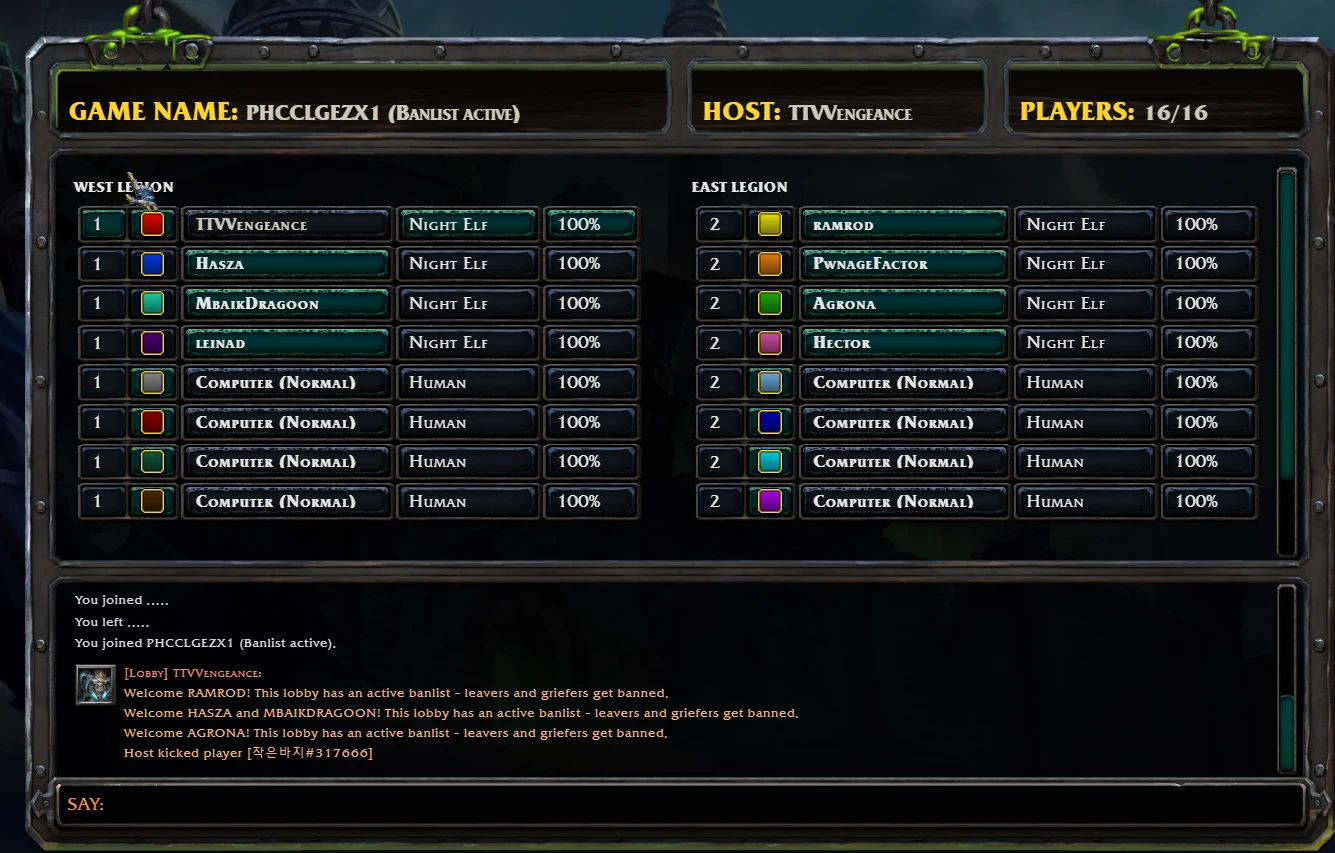 GAME NAME: PHCCLGEZX1 (BANLIST ACTIVE)
HOST: TTVVENGEANCE
PLAYERS: 16/16
WEST LEGION
1 TTVVENGEANCE NIGHT ELF 100%
1 HASZA NIGHT ELF 100%
1 MBAIKDRAGOON NIGHT ELF 100%
1 LEINAD NIGHT ELF 100%
1 COMPUTER (NORMAL) HUMAN 100%
1 COMPUTER (NORMAL) HUMAN 100%
1 COMPUTER (NORMAL) HUMAN 100%
1 COMPUTER (NORMAL) HUMAN 100%
EAST LEGION
2 RAMROD NIGHT ELF 100%
2 PWNAGEFACTOR NIGHT ELF 100%
2 AGRONA NIGHT ELF 100%
2 HECTOR NIGHT ELF 100%
2 COMPUTER (NORMAL) HUMAN 100%
2 COMPUTER (NORMAL) HUMAN 100%
2 COMPUTER (NORMAL) HUMAN 100%
2 COMPUTER (NORMAL) HUMAN 100%
You joined .....
You left .....
You joined PHCCLGEZX1 (Banlist active).
[LOBBY] TTVVENGEANCE:
Welcome RAMROD! This lobby has an active banlist - leavers and griefers get banned.
Welcome HASZA and MBAIKDRAGOON! This lobby has an active banlist - leavers and griefers get banned.
Welcome AGRONA! This lobby has an active banlist - leavers and griefers get banned.
Host kicked player [작은바지#317666]
SAY: